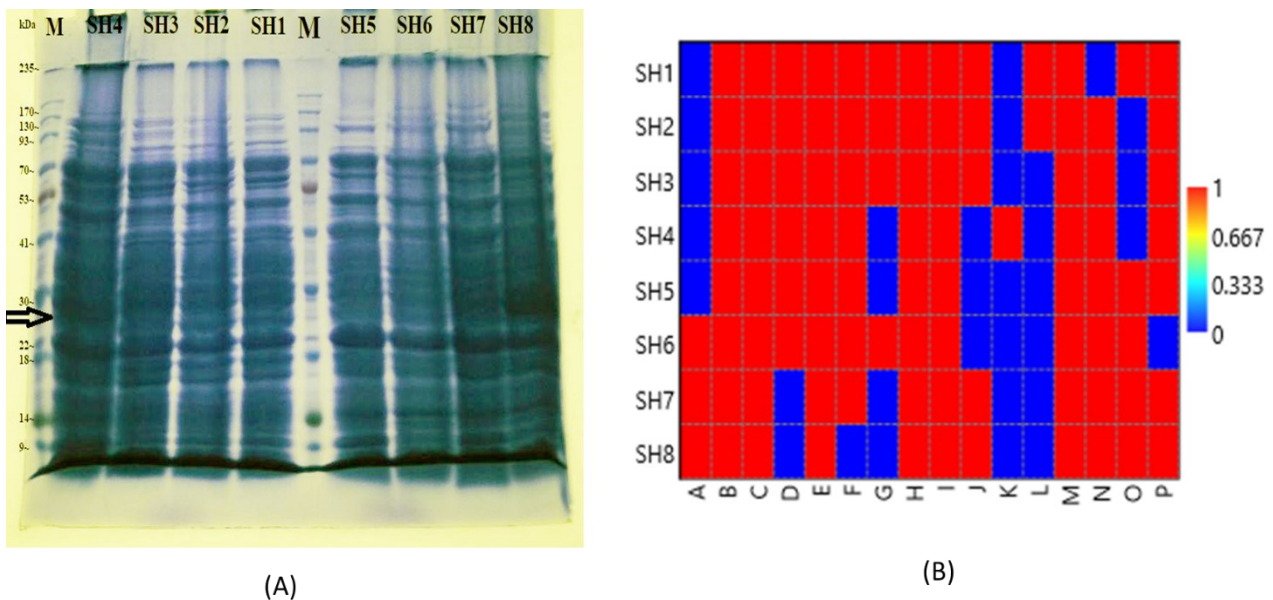 kDa M SH4 SH3 SH2 SH1 M SH5 SH6 SH7 SH8
235-
170-
130-
93-
70-
53-
41-
30-
22-
18-
14-
9-
(A)
SH1
SH2
SH3
SH4
SH5
SH6
SH7
SH8
A B C D E F G H I J K L M N O P
1
0.667
0.333
0
(B)